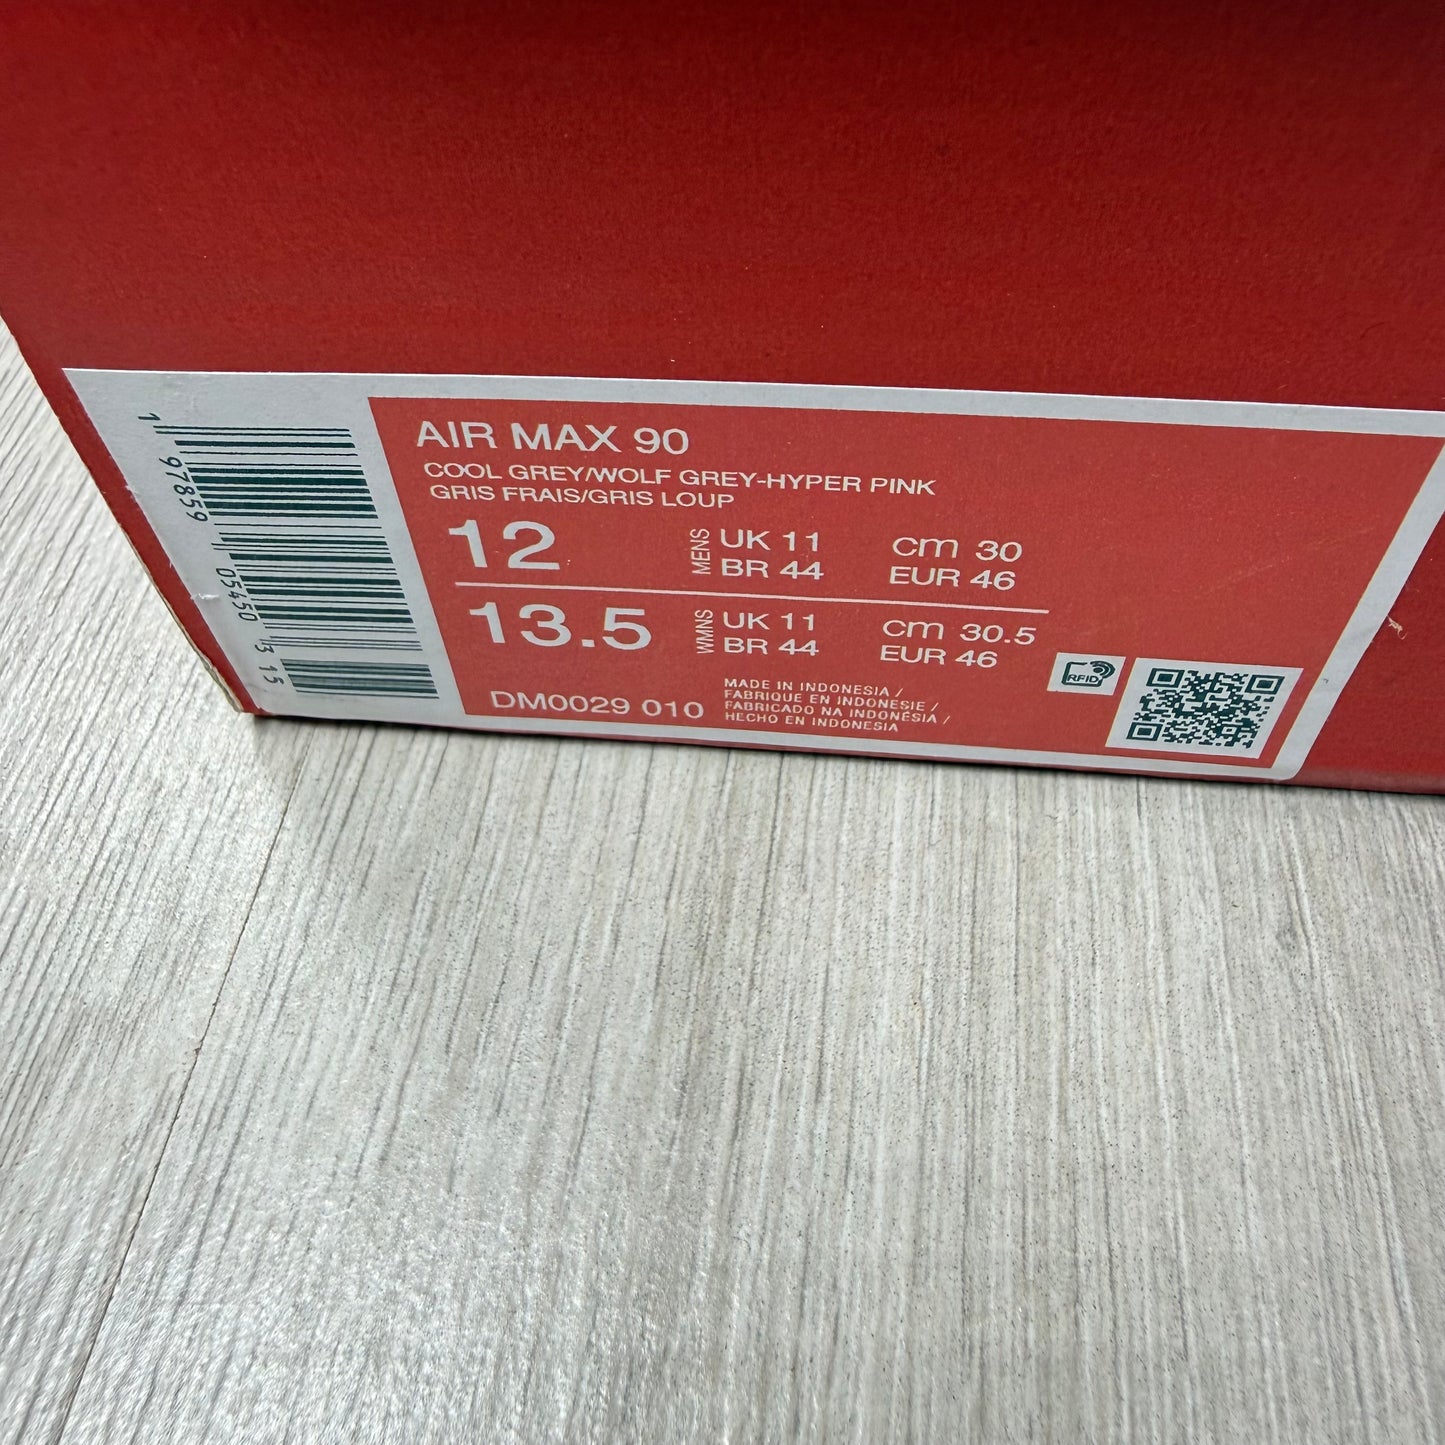 AIR MAX 90
COOL GREY/WOLF GREY-HYPER PINK
GRIS FRAIS/GRIS LOUP
12 MENS UK 11 cm 30
BR 44 EUR 46
13.5 WMNS UK 11 cm 30.5
BR 44 EUR 46
DM0029 010
MADE IN INDONESIA /
FABRIQUE EN INDONESIE /
FABRICADO NA INDONÉSIA /
HECHO EN INDONESIA
RFID
1 97859 05450 3 15